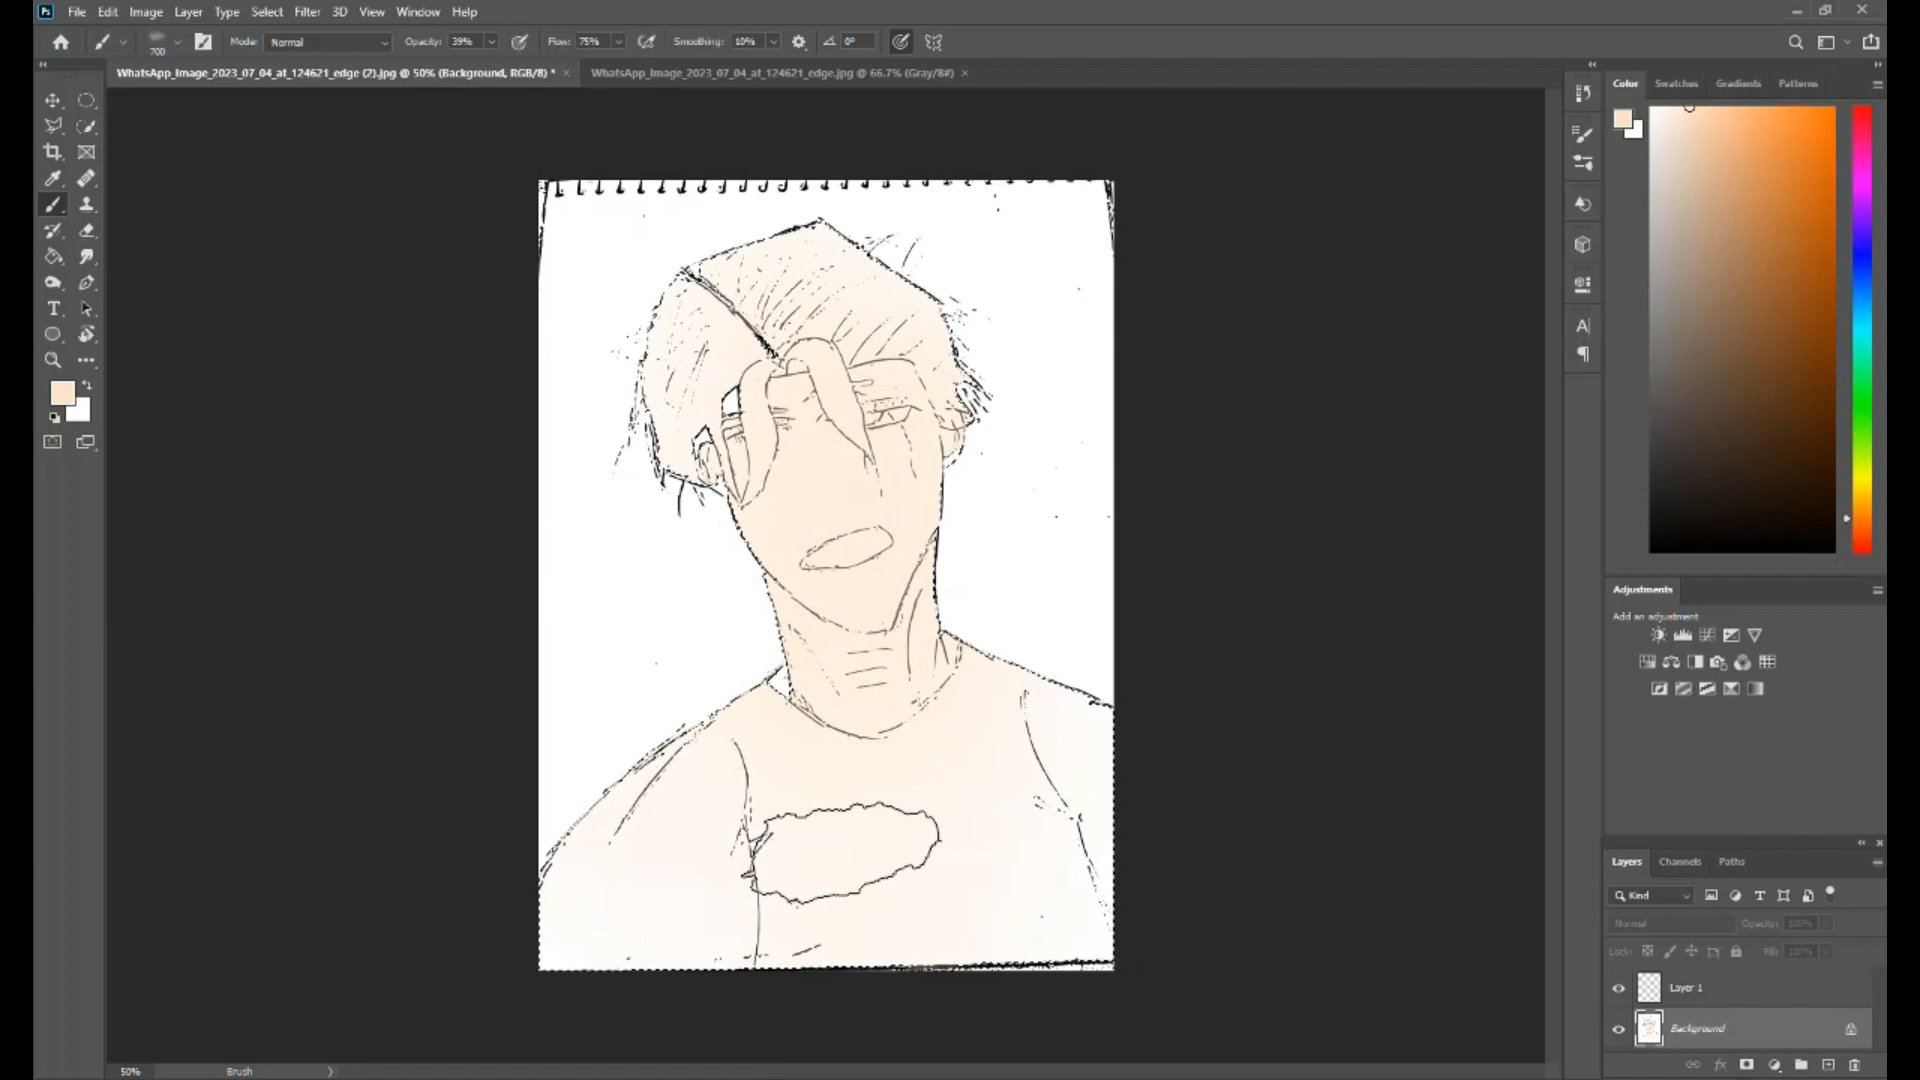 Ps File Edit Image Layer Type Select Filter 3D View Window Help
700 Mode: Normal Opacity: 39% Flow: 75% Smoothing: 10% 0°
WhatsApp_Image_2023_07_04_at_124621_edge (2).jpg @ 50% (Background, RGB/8) * × WhatsApp_Image_2023_07_04_at_124621_edge.jpg @ 66.7% (Gray/8#) ×
Color Swatches Gradients Patterns
Adjustments
Add an adjustment
Layers Channels Paths
Kind
Normal Opacity: 100%
Lock: Fill: 100%
Layer 1
Background
50% Brush